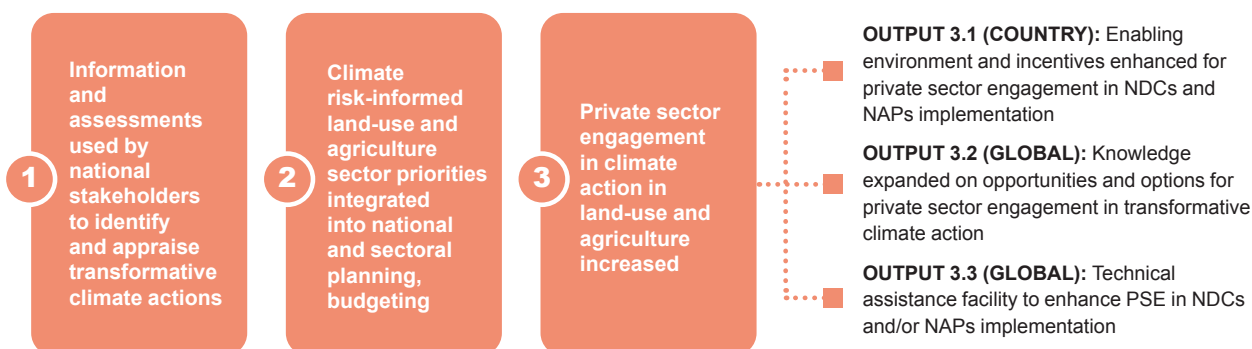 1
Information
and
assessments
used by
national
stakeholders
to identify
and appraise
transformative
climate actions
2
Climate
risk-informed
land-use and
agriculture
sector priorities
integrated
into national
and sectoral
planning,
budgeting
3
Private sector
engagement
in climate
action in
land-use and
agriculture
increased
OUTPUT 3.1 (COUNTRY): Enabling
environment and incentives enhanced for
private sector engagement in NDCs and
NAPs implementation
OUTPUT 3.2 (GLOBAL): Knowledge
expanded on opportunities and options for
private sector engagement in transformative
climate action
OUTPUT 3.3 (GLOBAL): Technical
assistance facility to enhance PSE in NDCs
and/or NAPs implementation